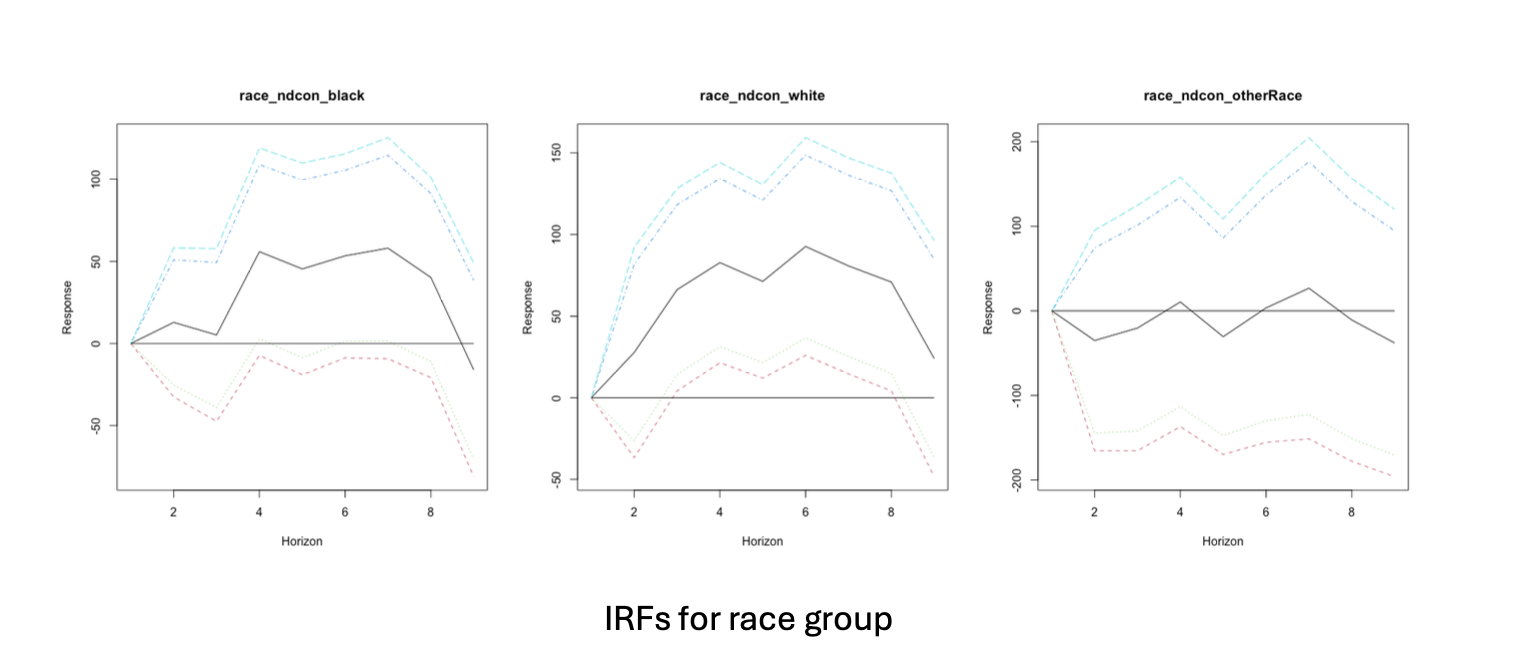 race_ndcon_black
race_ndcon_white
race_ndcon_otherRace
Response
100
50
0
-50
2 4 6 8
Horizon
Response
150
100
50
0
-50
2 4 6 8
Horizon
Response
200
100
0
-100
-200
2 4 6 8
Horizon
IRFs for race group